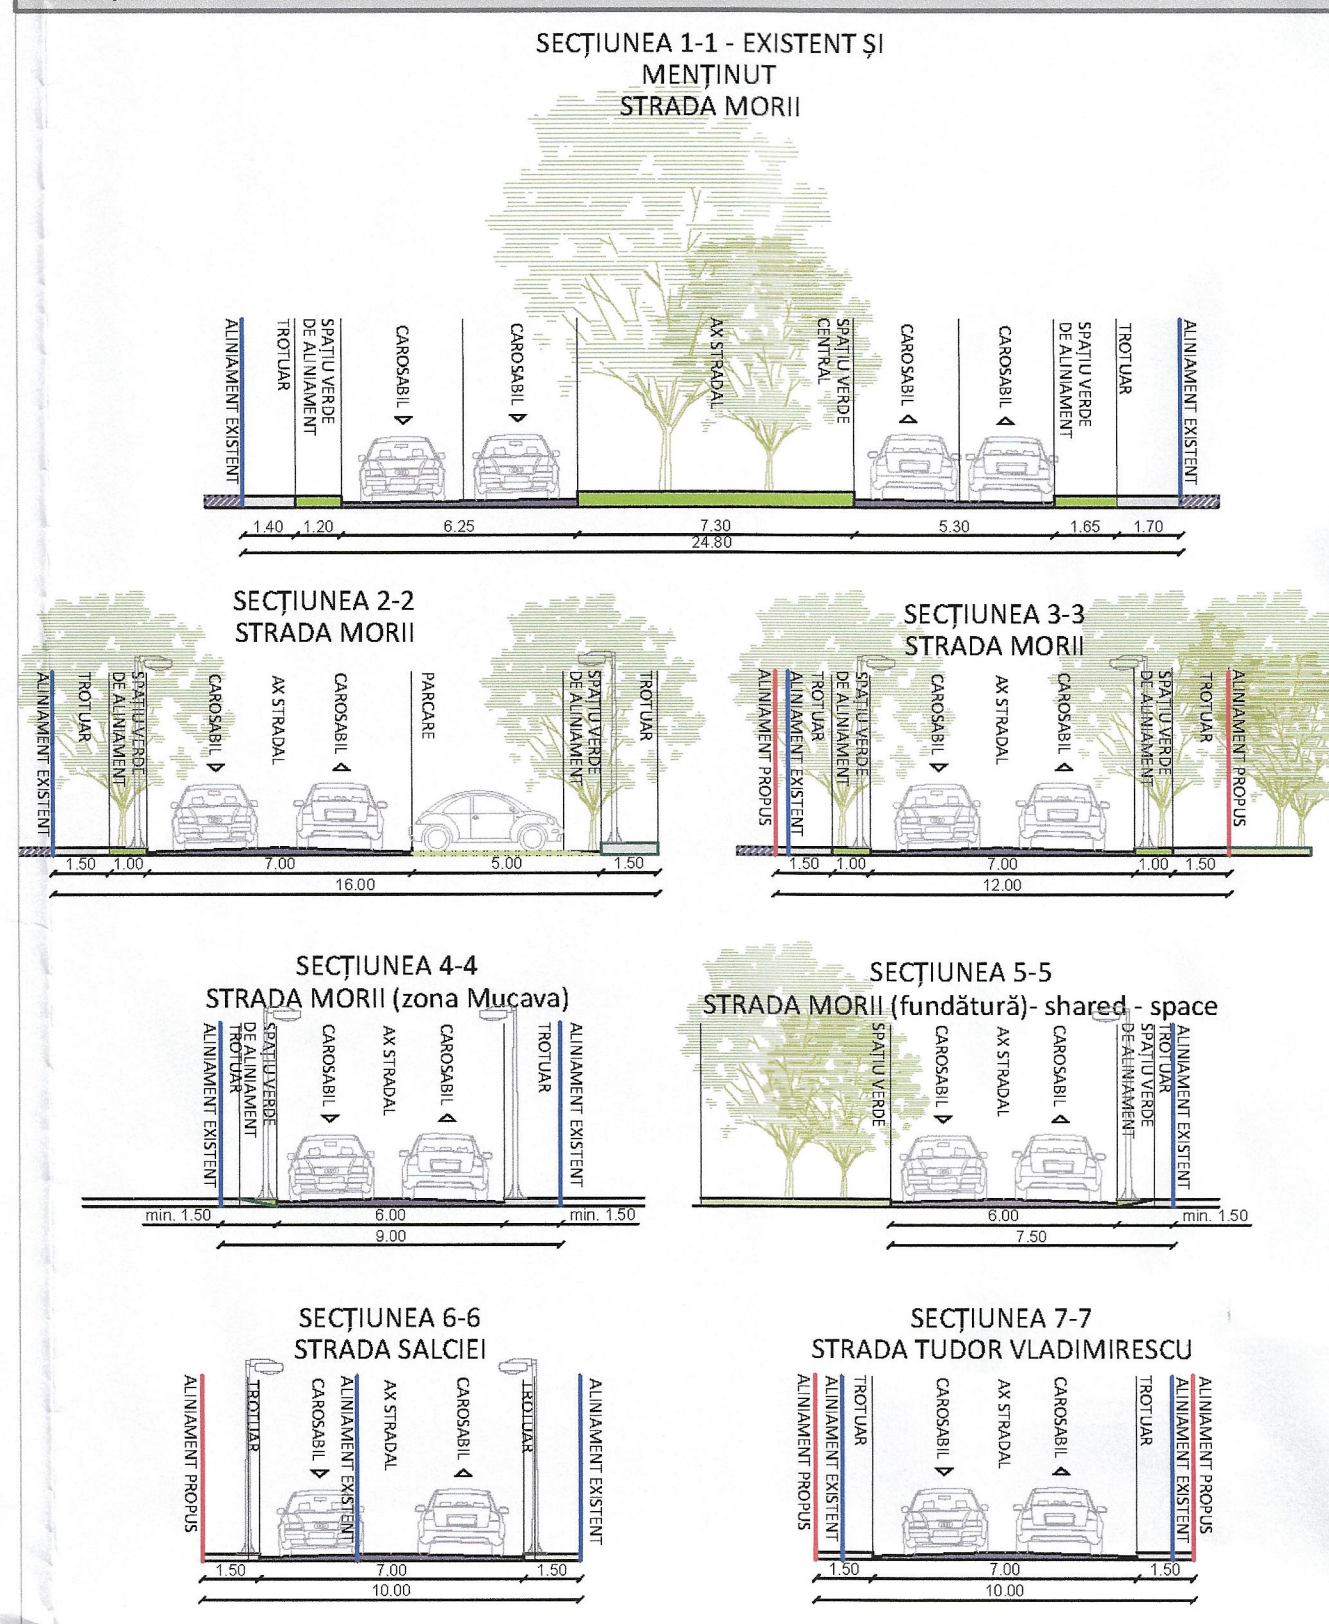 SECȚIUNEA 1-1 - EXISTENT ȘI
MENȚINUT
STRADA MORII
ALINIAMENT EXISTENT
TROTUAR
SPAȚIU VERDE
DE ALINIAMENT
CAROSABIL
CAROSABIL
AX STRADAL
SPAȚIU VERDE
CENTRAL
CAROSABIL
CAROSABIL
SPAȚIU VERDE
DE ALINIAMENT
TROTUAR
ALINIAMENT EXISTENT
1.40 1.20 6.25 7.30 5.30 1.65 1.70
24.80
SECȚIUNEA 2-2
STRADA MORII
ALINIAMENT EXISTENT
TROTUAR
SPAȚIU VERDE
DE ALINIAMENT
CAROSABIL
AX STRADAL
CAROSABIL
PARCARE
SPAȚIU VERDE
DE ALINIAMENT
TROTUAR
1.50 1.00 7.00 5.00 1.50
16.00
SECȚIUNEA 3-3
STRADA MORII
ALINIAMENT PROPUS
ALINIAMENT EXISTENT
TROTUAR
SPAȚIU VERDE
DE ALINIAMENT
CAROSABIL
AX STRADAL
CAROSABIL
SPAȚIU VERDE
DE ALINIAMENT
TROTUAR
ALINIAMENT PROPUS
1.50 1.00 7.00 1.00 1.50
12.00
SECȚIUNEA 4-4
STRADA MORII (zona Mucava)
ALINIAMENT EXISTENT
TROTUAR
SPAȚIU VERDE
DE ALINIAMENT
CAROSABIL
AX STRADAL
CAROSABIL
TROTUAR
ALINIAMENT EXISTENT
min. 1.50 6.00 min. 1.50
9.00
SECȚIUNEA 5-5
STRADA MORII (fundătură)- shared - space
SPAȚIU VERDE
CAROSABIL
AX STRADAL
CAROSABIL
SPAȚIU VERDE
DE ALINIAMENT
TROTUAR
ALINIAMENT EXISTENT
6.00 min. 1.50
7.50
SECȚIUNEA 6-6
STRADA SALCIEI
ALINIAMENT PROPUS
TROTUAR
CAROSABIL
ALINIAMENT EXISTENT
AX STRADAL
CAROSABIL
TROTUAR
ALINIAMENT EXISTENT
1.50 7.00 1.50
10.00
SECȚIUNEA 7-7
STRADA TUDOR VLADIMIRESCU
ALINIAMENT PROPUS
ALINIAMENT EXISTENT
TROTUAR
CAROSABIL
AX STRADAL
CAROSABIL
TROTUAR
ALINIAMENT EXISTENT
ALINIAMENT PROPUS
1.50 7.00 1.50
10.00